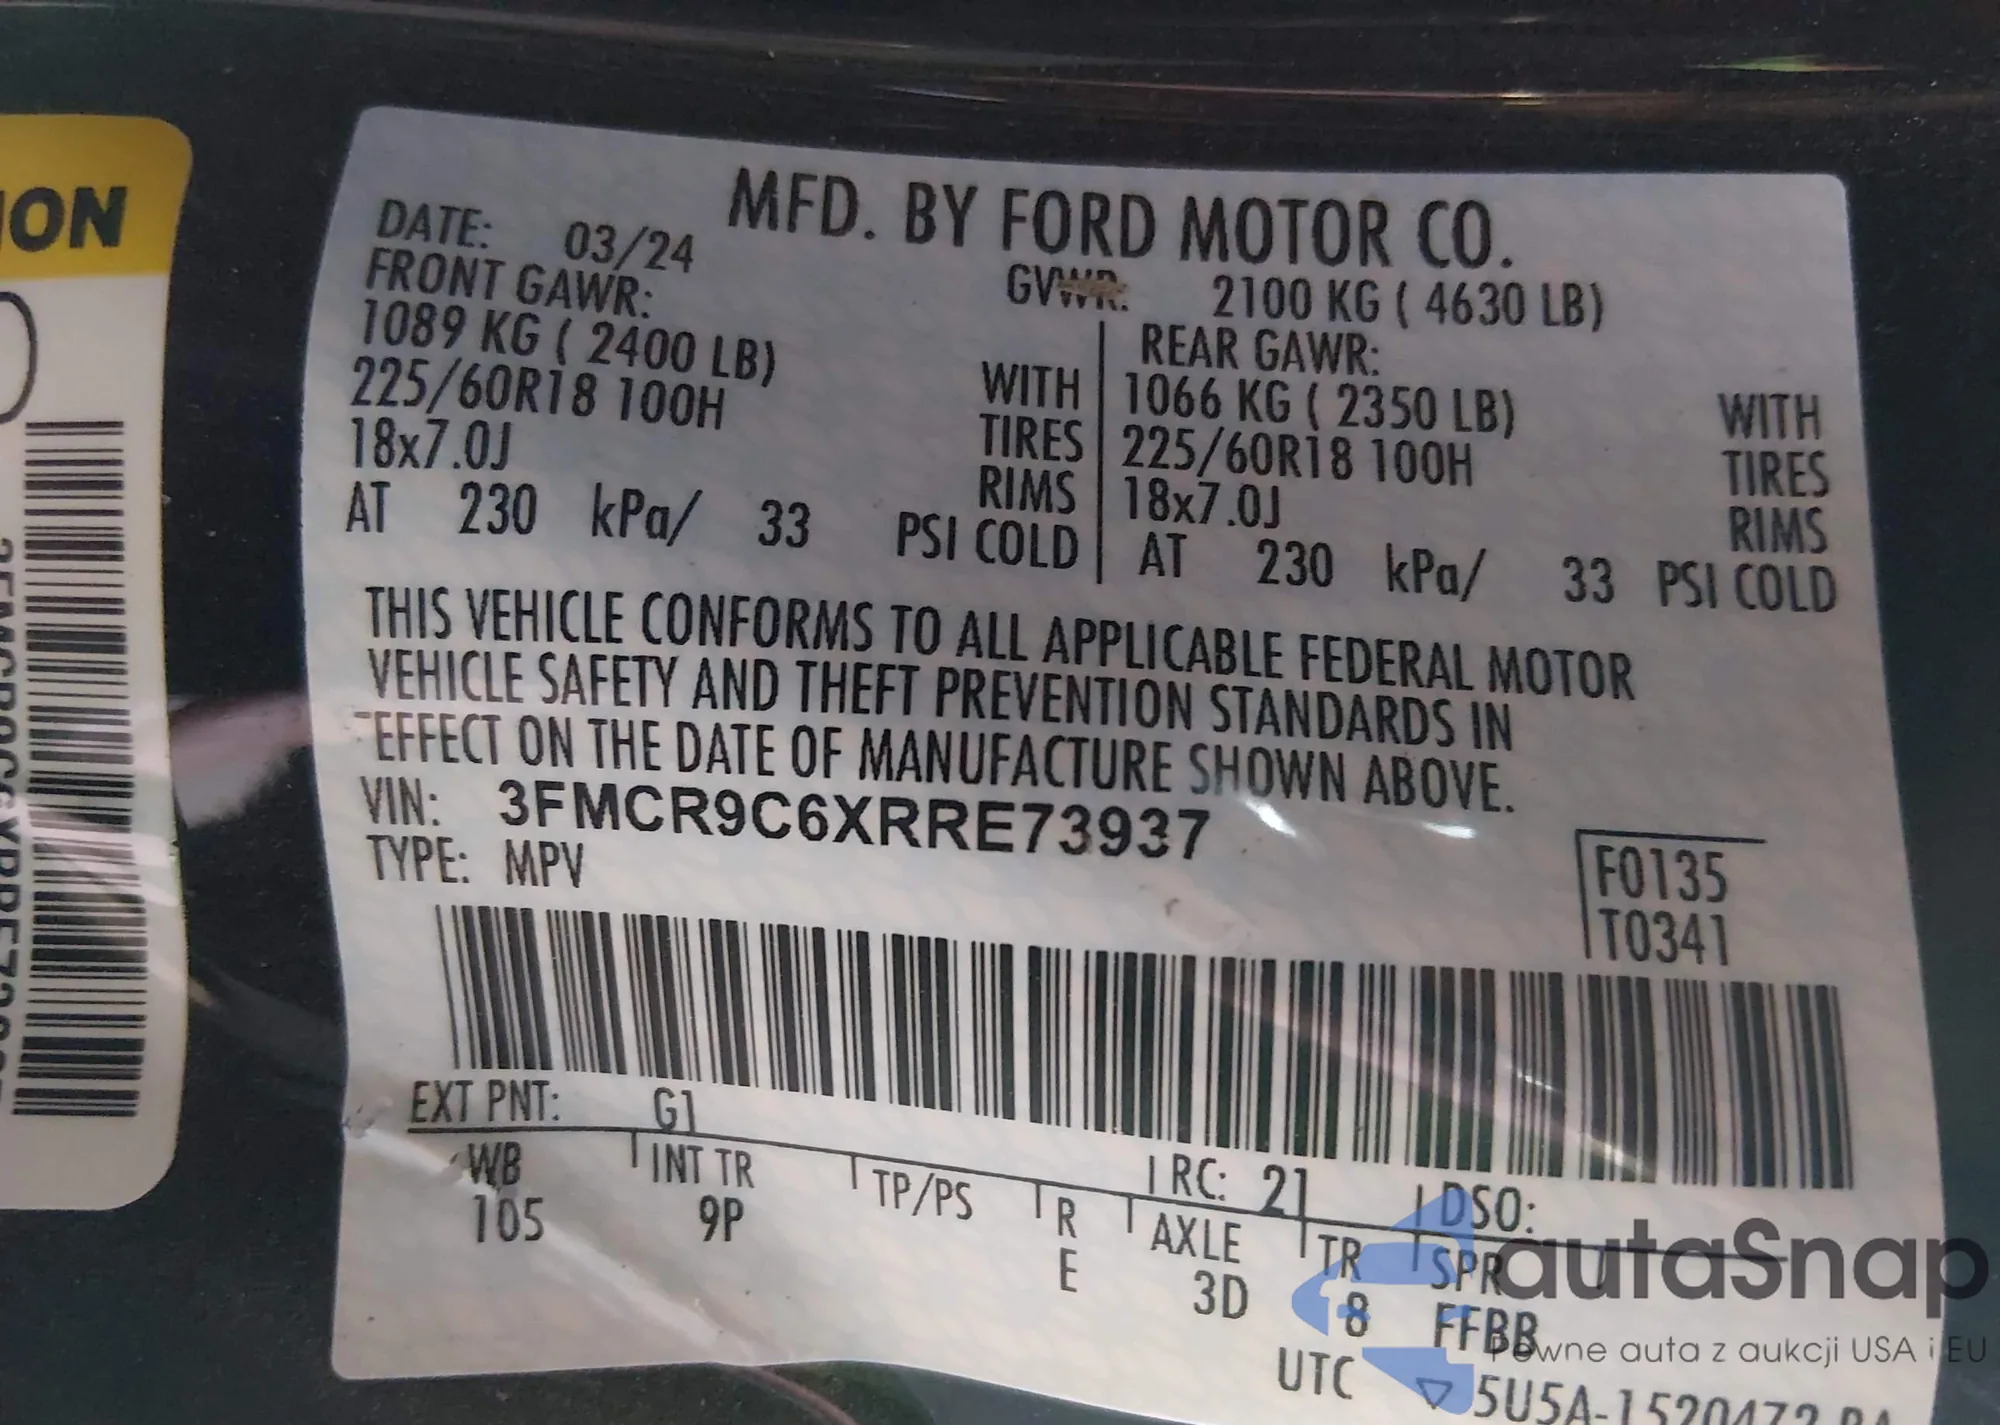 ION
MFD. BY FORD MOTOR CO.
DATE: 03/24
GVWR: 2100 KG ( 4630 LB)
FRONT GAWR:
1089 KG ( 2400 LB) WITH
225/60R18 100H TIRES
18x7.0J RIMS
AT 230 kPa/ 33 PSI COLD
REAR GAWR:
1066 KG ( 2350 LB) WITH
225/60R18 100H TIRES
18x7.0J RIMS
AT 230 kPa/ 33 PSI COLD
THIS VEHICLE CONFORMS TO ALL APPLICABLE FEDERAL MOTOR
VEHICLE SAFETY AND THEFT PREVENTION STANDARDS IN
EFFECT ON THE DATE OF MANUFACTURE SHOWN ABOVE.
VIN: 3FMCR9C6XRRE73937
TYPE: MPV
F0135
T0341
EXT PNT: G1 RC: 21 DSO:
WB INT TR TP/PS R AXLE TR SPR
105 9P E 3D 8 FFBB
UTC
autaSnap
Pewne auta z aukcji USA i EU